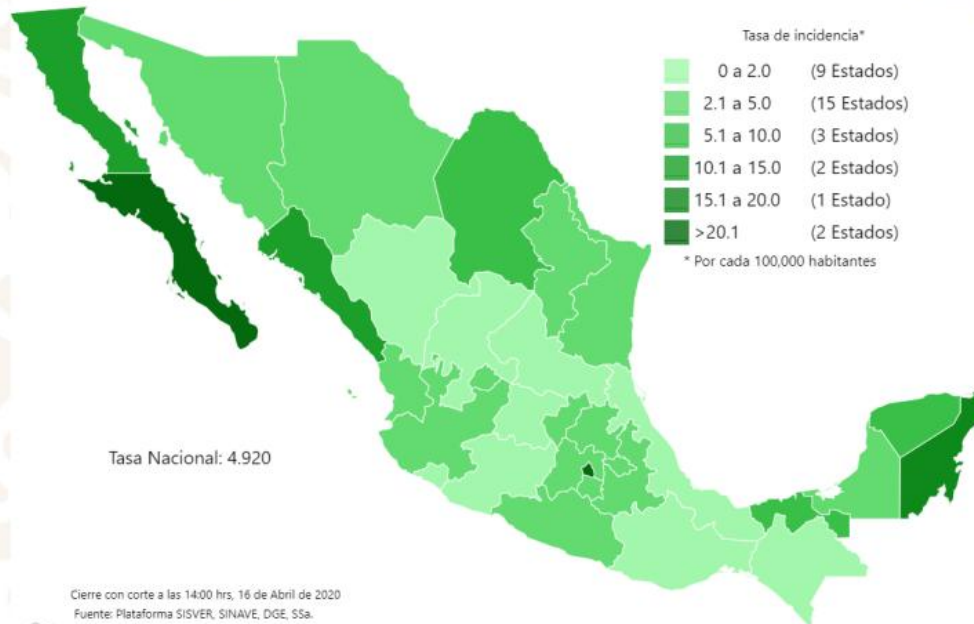 Tasa de incidencia*
0 a 2.0 (9 Estados)
2.1 a 5.0 (15 Estados)
5.1 a 10.0 (3 Estados)
10.1 a 15.0 (2 Estados)
15.1 a 20.0 (1 Estado)
>20.1 (2 Estados)
* Por cada 100,000 habitantes
Tasa Nacional: 4.920
Cierre con corte a las 14:00 hrs, 16 de Abril de 2020
Fuente: Plataforma SISVER, SINAVE, DGE, SSa.